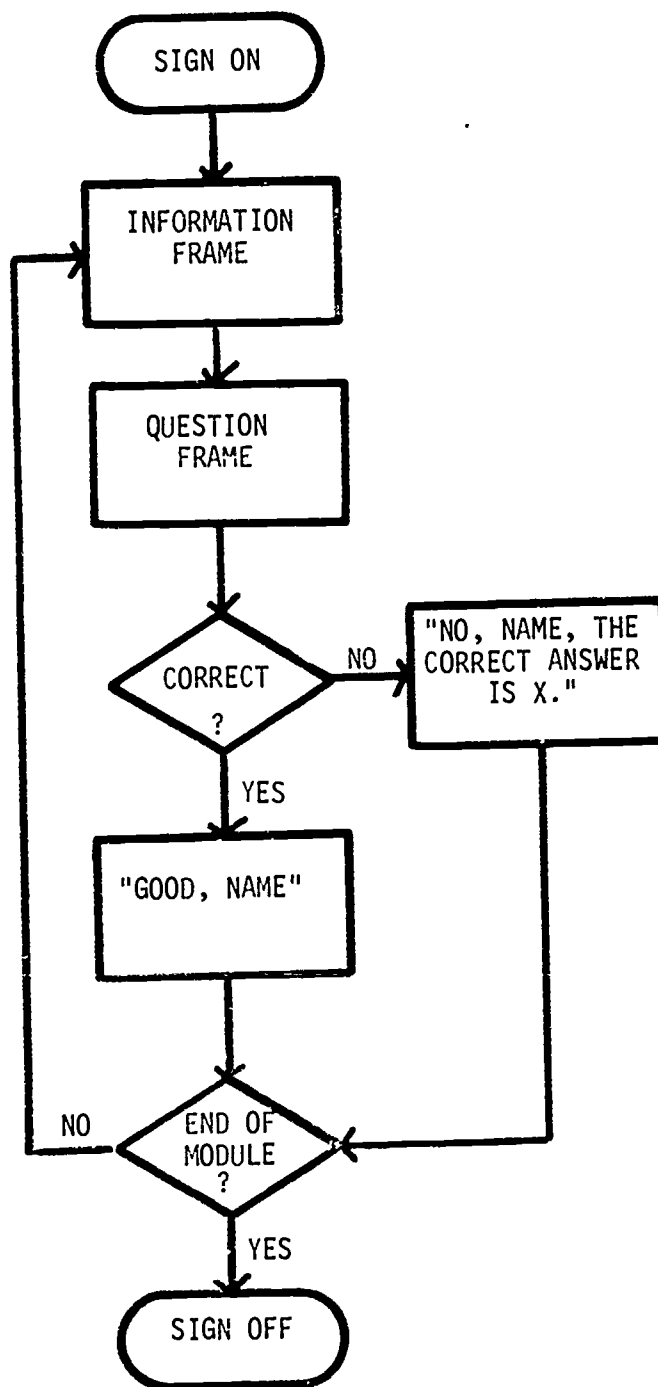 SIGN ON
INFORMATION
FRAME
QUESTION
FRAME
CORRECT
?
NO
"NO, NAME, THE
CORRECT ANSWER
IS X."
YES
"GOOD, NAME"
NO
END OF
MODULE
?
YES
SIGN OFF